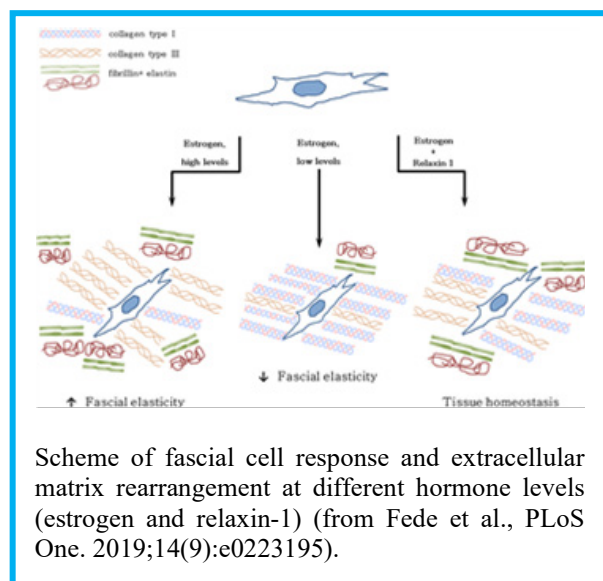 collagen type I
collagen type III
fibrillin+ elastin
Estrogen,
high levels
Estrogen,
low levels
Estrogen
+
Relaxin 1
↑ Fascial elasticity
↓ Fascial elasticity
Tissue homeostasis
Scheme of fascial cell response and extracellular
matrix rearrangement at different hormone levels
(estrogen and relaxin-1) (from Fede et al., PLoS
One. 2019;14(9):e0223195).